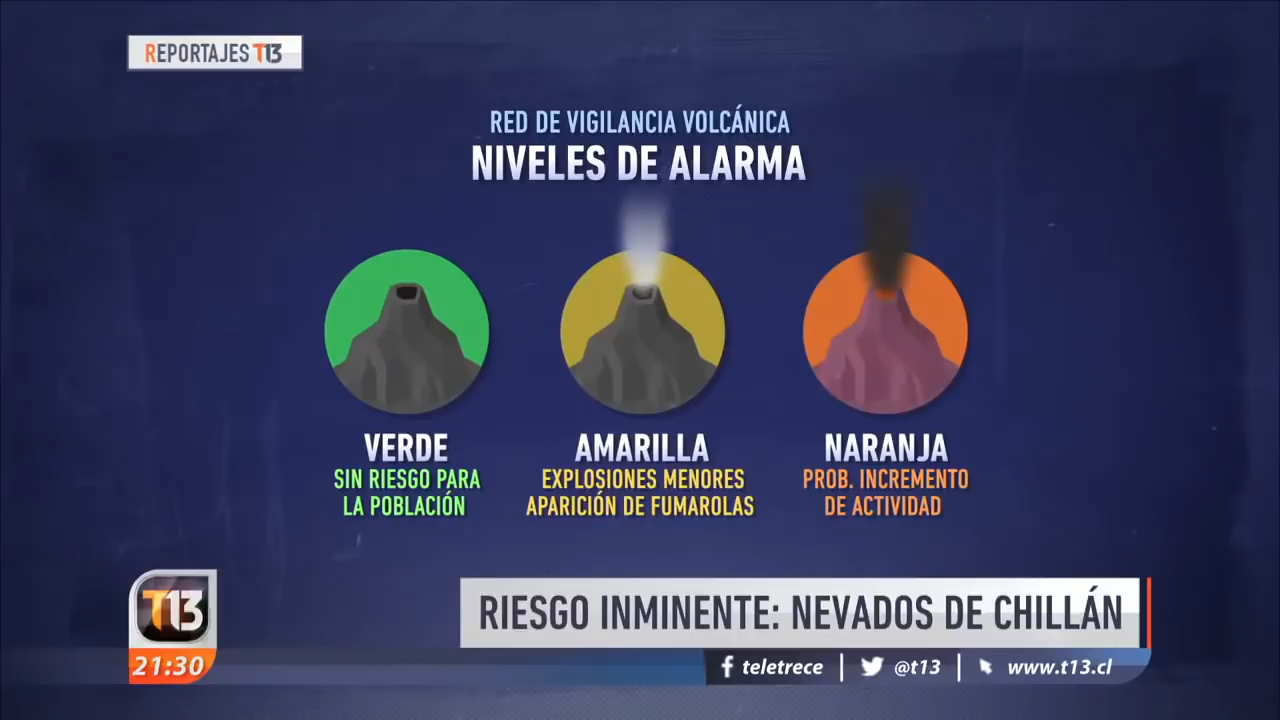 REPORTAJES T13
RED DE VIGILANCIA VOLCÁNICA
NIVELES DE ALARMA
VERDE
SIN RIESGO PARA
LA POBLACIÓN
AMARILLA
EXPLOSIONES MENORES
APARICIÓN DE FUMAROLAS
NARANJA
PROB. INCREMENTO
DE ACTIVIDAD
T13
21:30
RIESGO INMINENTE: NEVADOS DE CHILLÁN
teletrece | @t13 | www.t13.cl